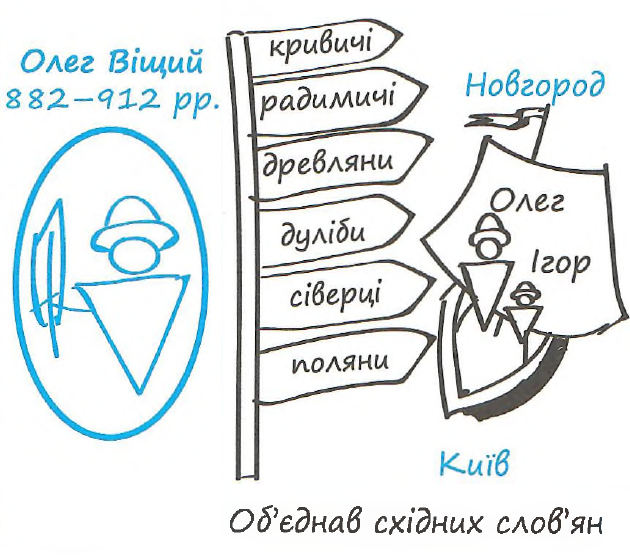 Олег Віщий
882–912 рр.
кривичі
радимичі
древляни
дуліби
сіверці
поляни
Новгород
Олег
Ігор
Київ
Об'єднав східних слов'ян